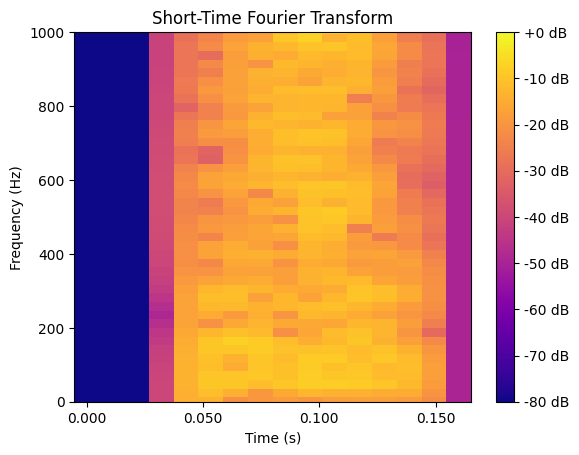 Short-Time Fourier Transform
Frequency (Hz)
1000
800
600
400
200
0
0.000
0.050
0.100
0.150
Time (s)
+0 dB
-10 dB
-20 dB
-30 dB
-40 dB
-50 dB
-60 dB
-70 dB
-80 dB